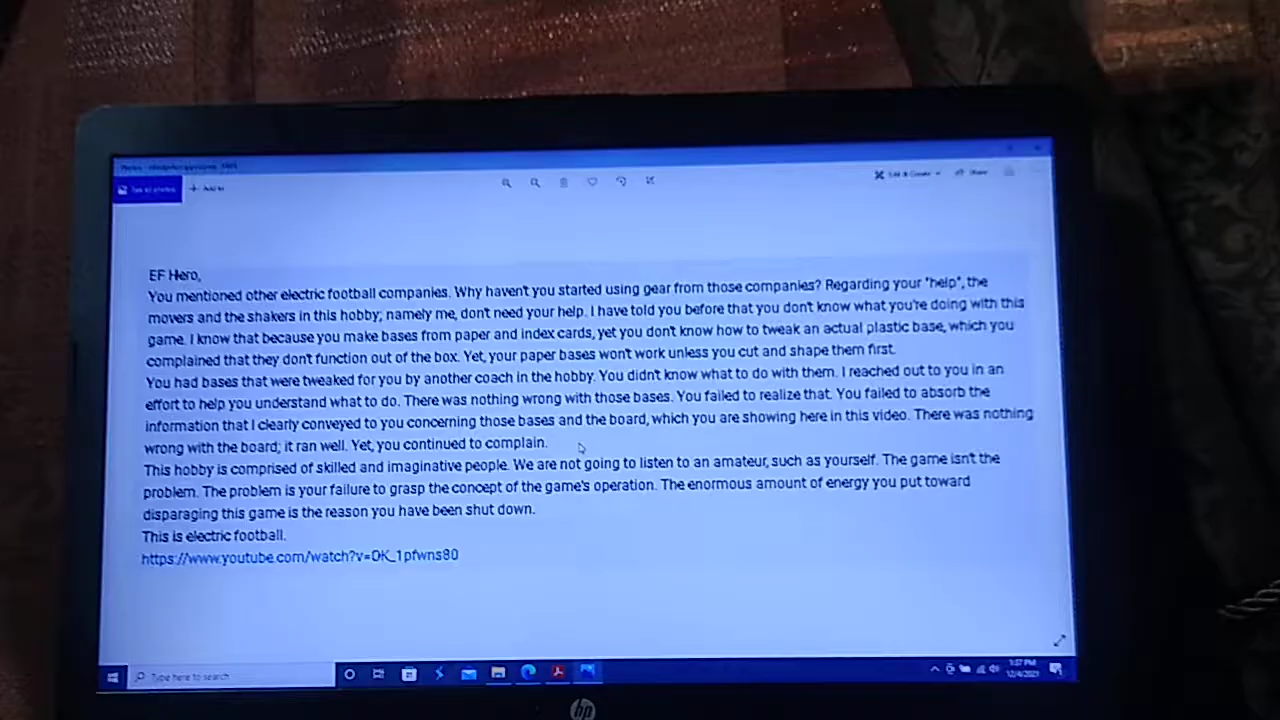 Add to
Edit & Create
Share
EF Hero,
You mentioned other electric football companies. Why haven't you started using gear from those companies? Regarding your "help", the
movers and the shakers in this hobby; namely me, don't need your help. I have told you before that you don't know what you're doing with this
game. I know that because you make bases from paper and index cards, yet you don't know how to tweak an actual plastic base, which you
complained that they don't function out of the box. Yet, your paper bases won't work unless you cut and shape them first.
You had bases that were tweaked for you by another coach in the hobby. You didn't know what to do with them. I reached out to you in an
effort to help you understand what to do. There was nothing wrong with those bases. You failed to realize that. You failed to absorb the
information that I clearly conveyed to you concerning those bases and the board, which you are showing here in this video. There was nothing
wrong with the board; it ran well. Yet, you continued to complain.
This hobby is comprised of skilled and imaginative people. We are not going to listen to an amateur, such as yourself. The game isn't the
problem. The problem is your failure to grasp the concept of the game's operation. The enormous amount of energy you put toward
disparaging this game is the reason you have been shut down.
This is electric football.
https://www.youtube.com/watch?v=OK_1pfwns80
Type here to search
1:37 PM
hp